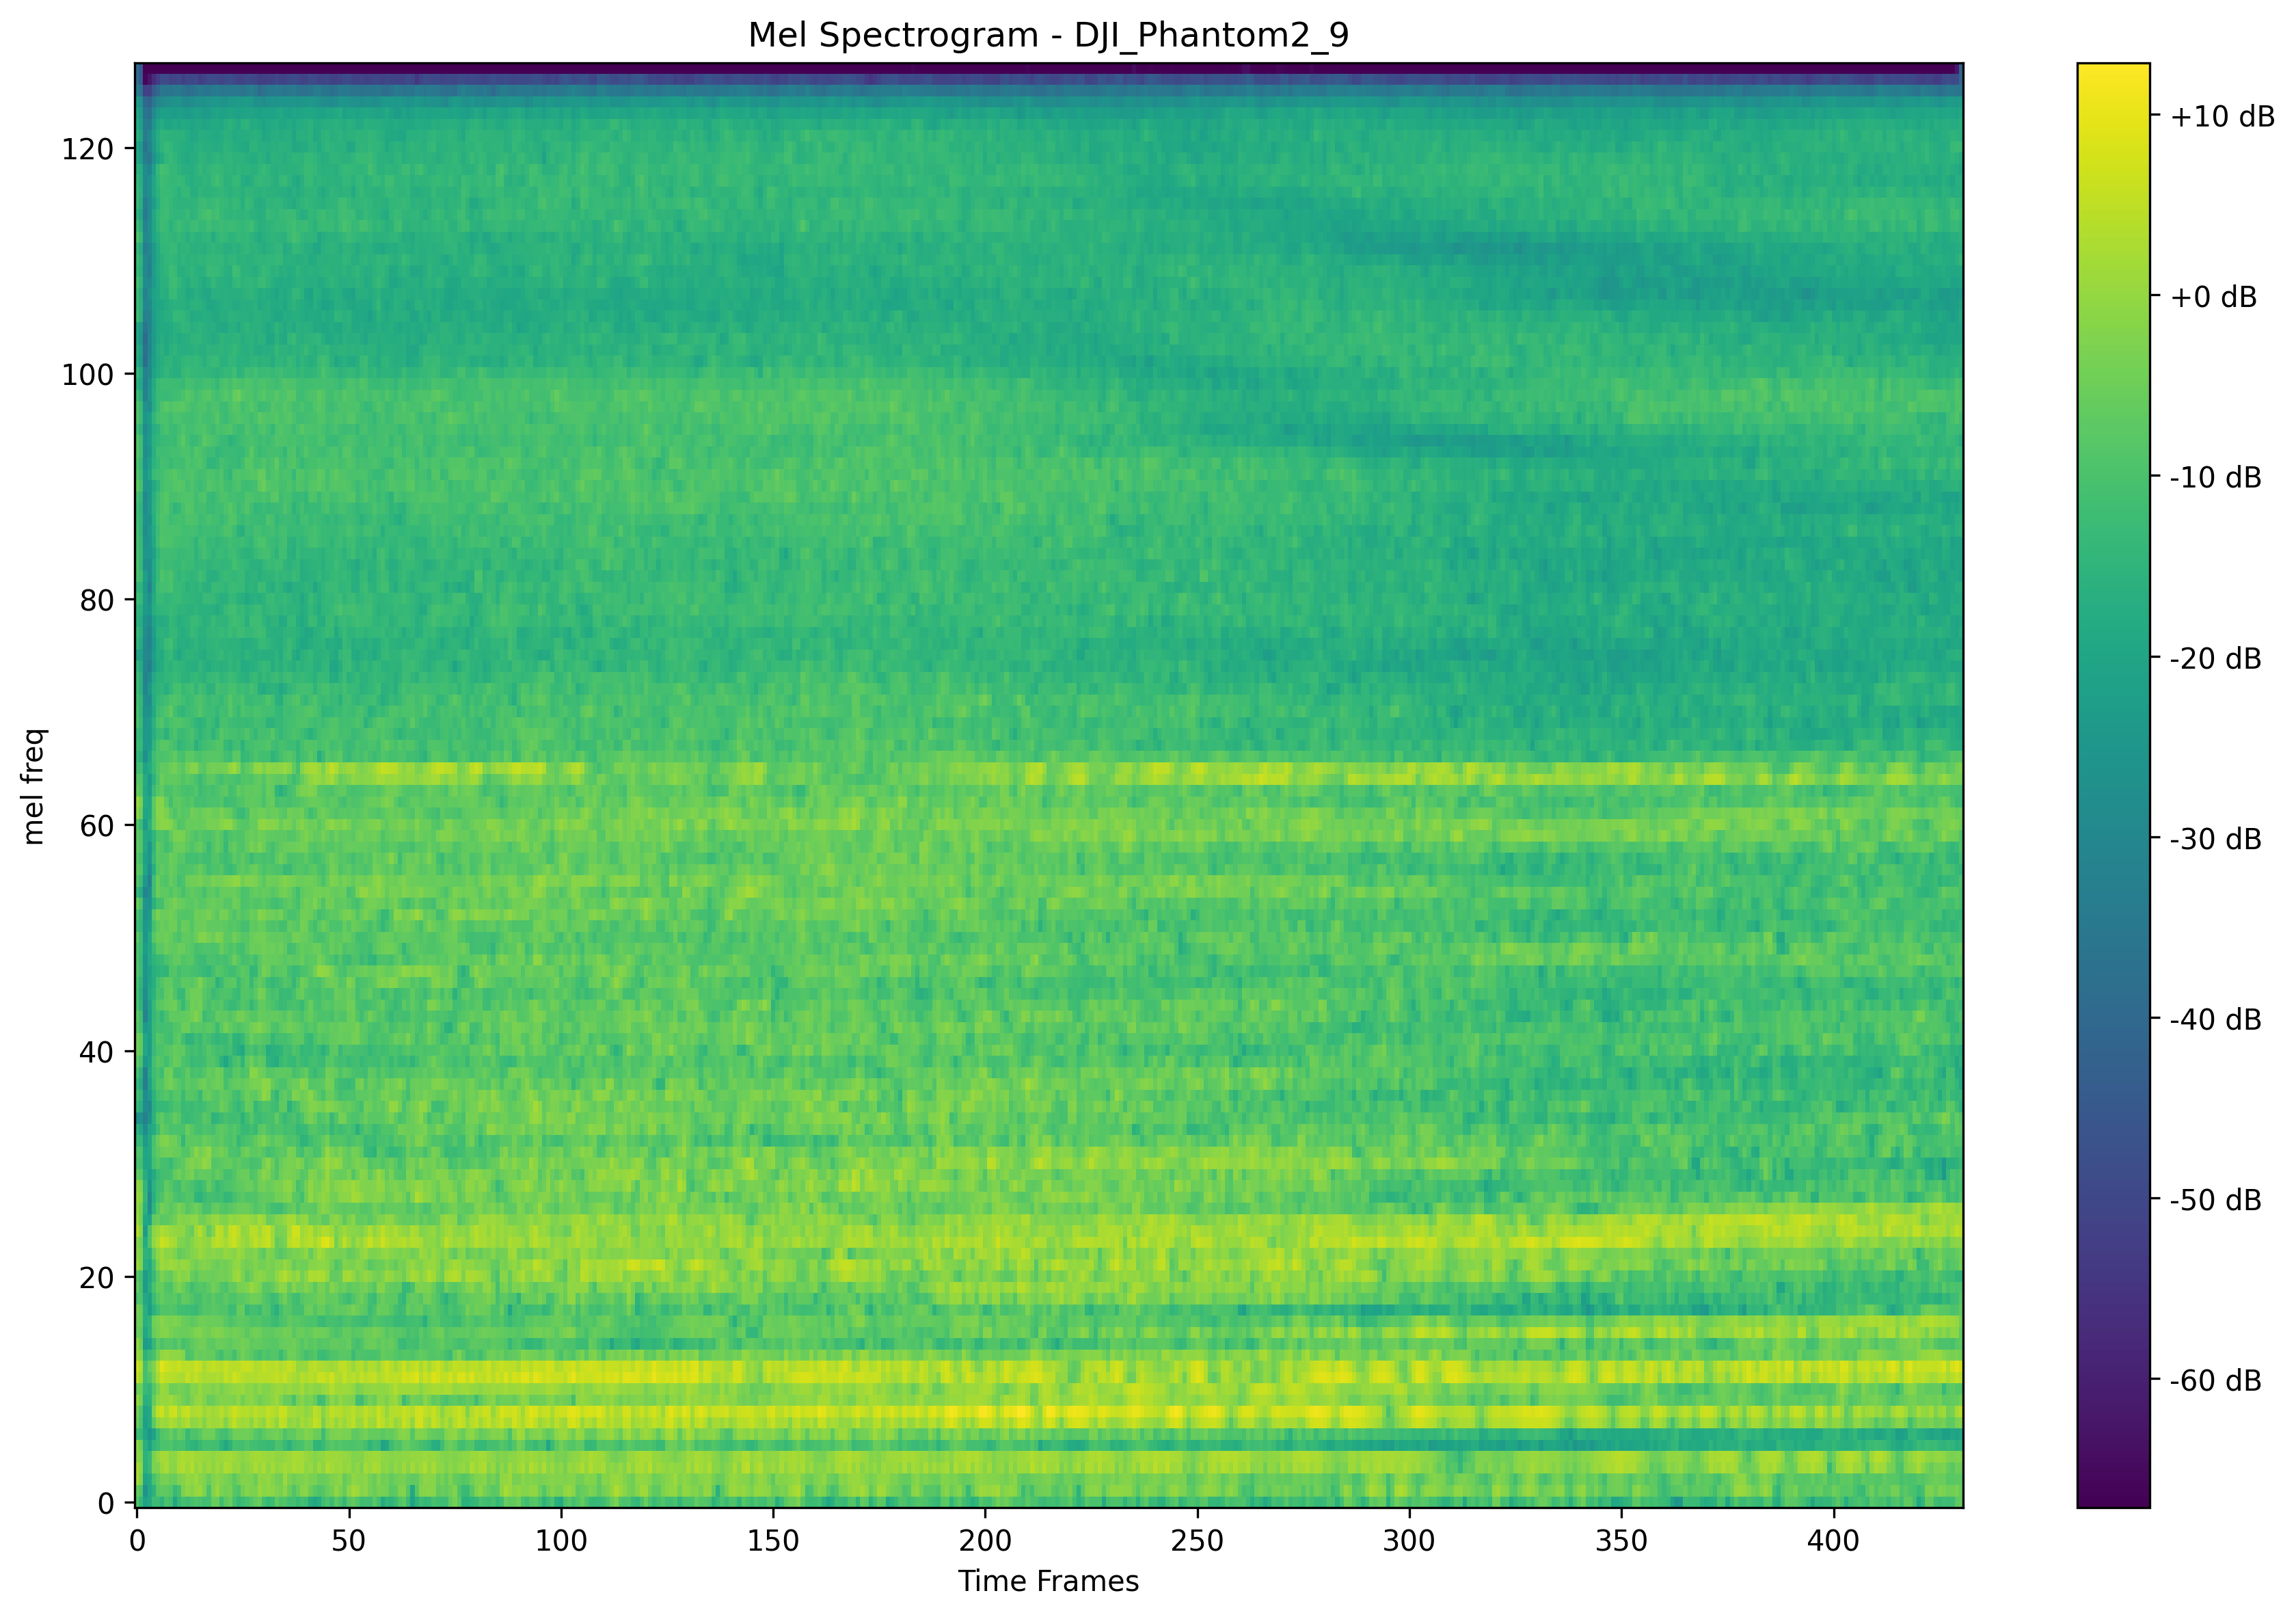 Mel Spectrogram - DJI_Phantom2_9
mel freq
120
100
80
60
40
20
0
0 50 100 150 200 250 300 350 400
Time Frames
+10 dB
+0 dB
-10 dB
-20 dB
-30 dB
-40 dB
-50 dB
-60 dB